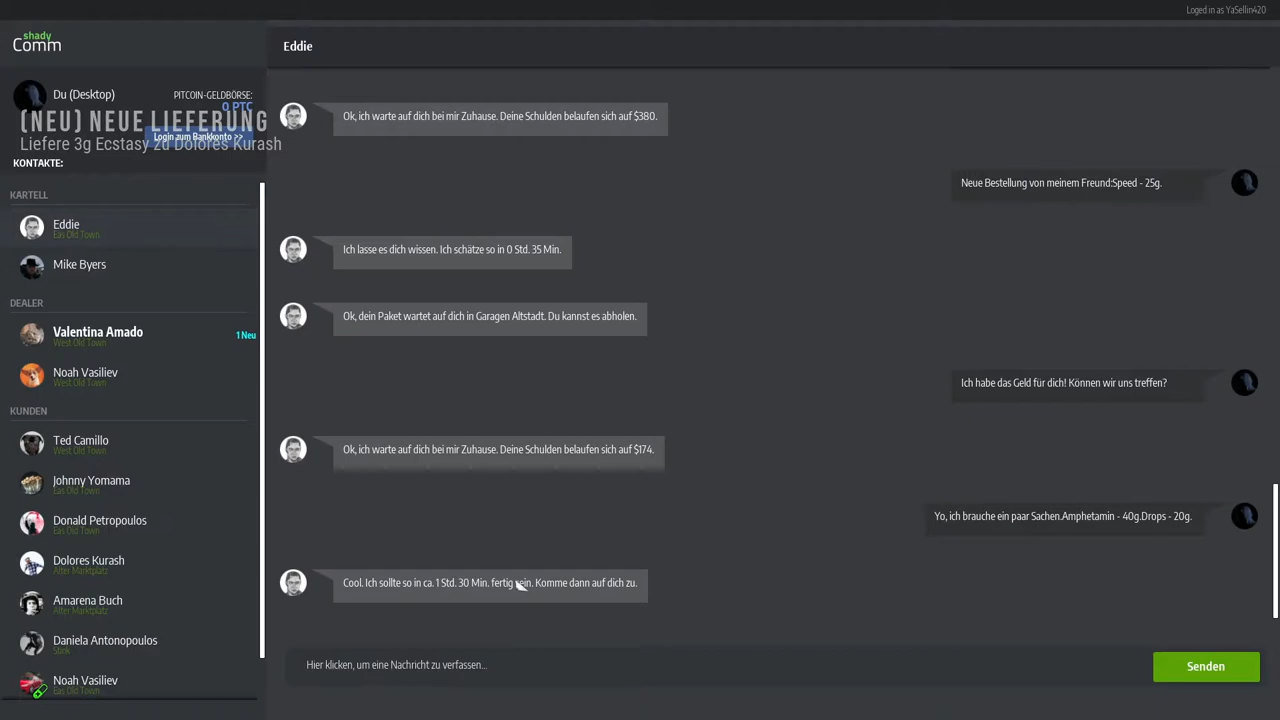 Loged in as YaSellin420
shady
Comm
Eddie
Du (Desktop)
PITCOIN-GELDBÖRSE:
0 PTC
(NEU) NEUE LIEFERUNG
Login zum Bankkonto >>
Liefere 3g Ecstasy zu Dolores Kurash
KONTAKTE:
KARTELL
Eddie
Eas Old Town
Mike Byers
DEALER
Valentina Amado
West Old Town
1 Neu
Noah Vasiliev
West Old Town
KUNDEN
Ted Camillo
West Old Town
Johnny Yomama
Eas Old Town
Donald Petropoulos
Eas Old Town
Dolores Kurash
Alter Marktplatz
Amarena Buch
Alter Marktplatz
Daniela Antonopoulos
Stink
Noah Vasiliev
Eas Old Town
Ok, ich warte auf dich bei mir Zuhause. Deine Schulden belaufen sich auf $380.
Neue Bestellung von meinem Freund:Speed - 25g.
Ich lasse es dich wissen. Ich schätze so in 0 Std. 35 Min.
Ok, dein Paket wartet auf dich in Garagen Altstadt. Du kannst es abholen.
Ich habe das Geld für dich! Können wir uns treffen?
Ok, ich warte auf dich bei mir Zuhause. Deine Schulden belaufen sich auf $174.
Yo, ich brauche ein paar Sachen.Amphetamin - 40g.Drops - 20g.
Cool. Ich sollte so in ca. 1 Std. 30 Min. fertig sein. Komme dann auf dich zu.
Hier klicken, um eine Nachricht zu verfassen...
Senden